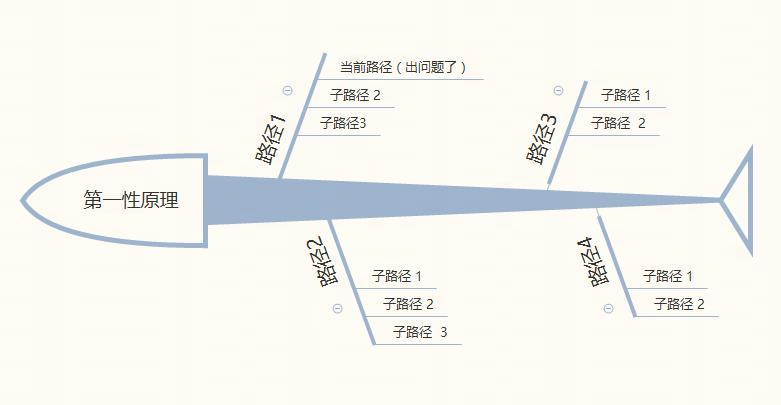 第一性原理
路径1
当前路径（出问题了）
子路径 2
子路径3
路径3
子路径 1
子路径 2
路径2
子路径 1
子路径 2
子路径 3
路径4
子路径 1
子路径 2